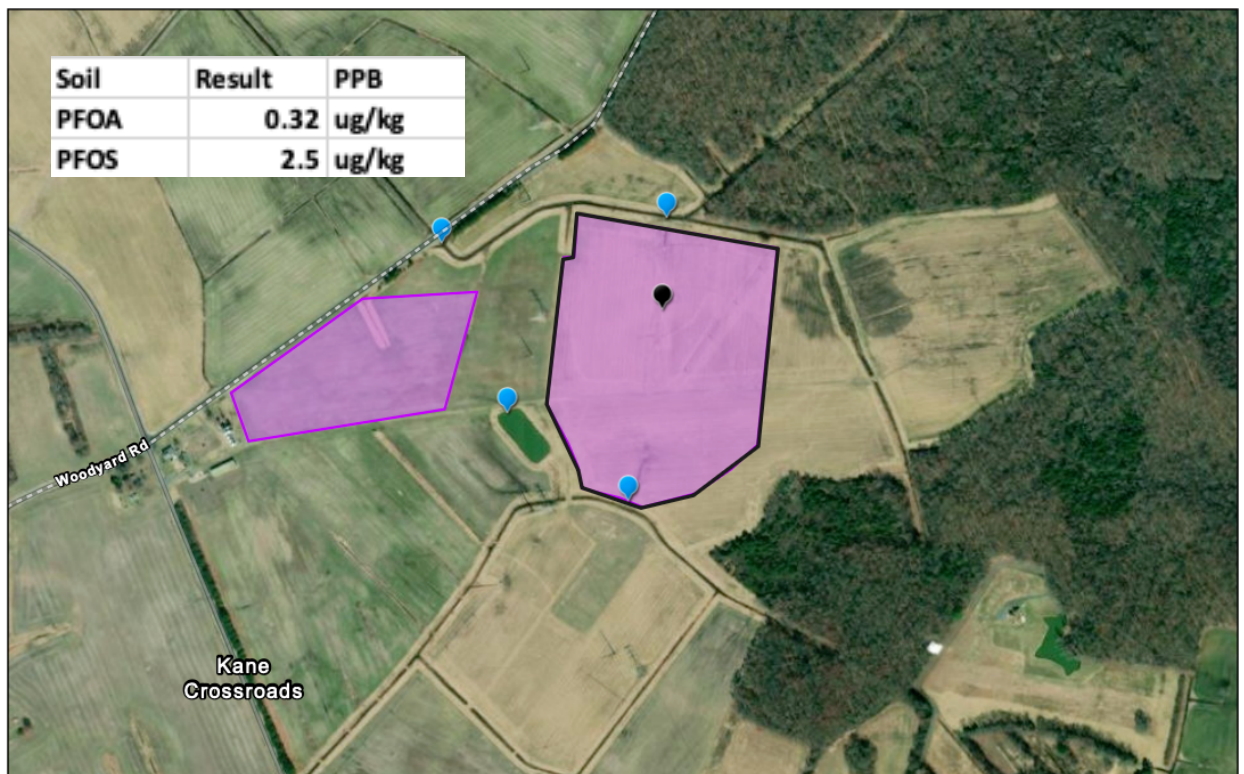 Soil Result PPB
PFOA 0.32 ug/kg
PFOS 2.5 ug/kg
Woodyard Rd
Kane
Crossroads